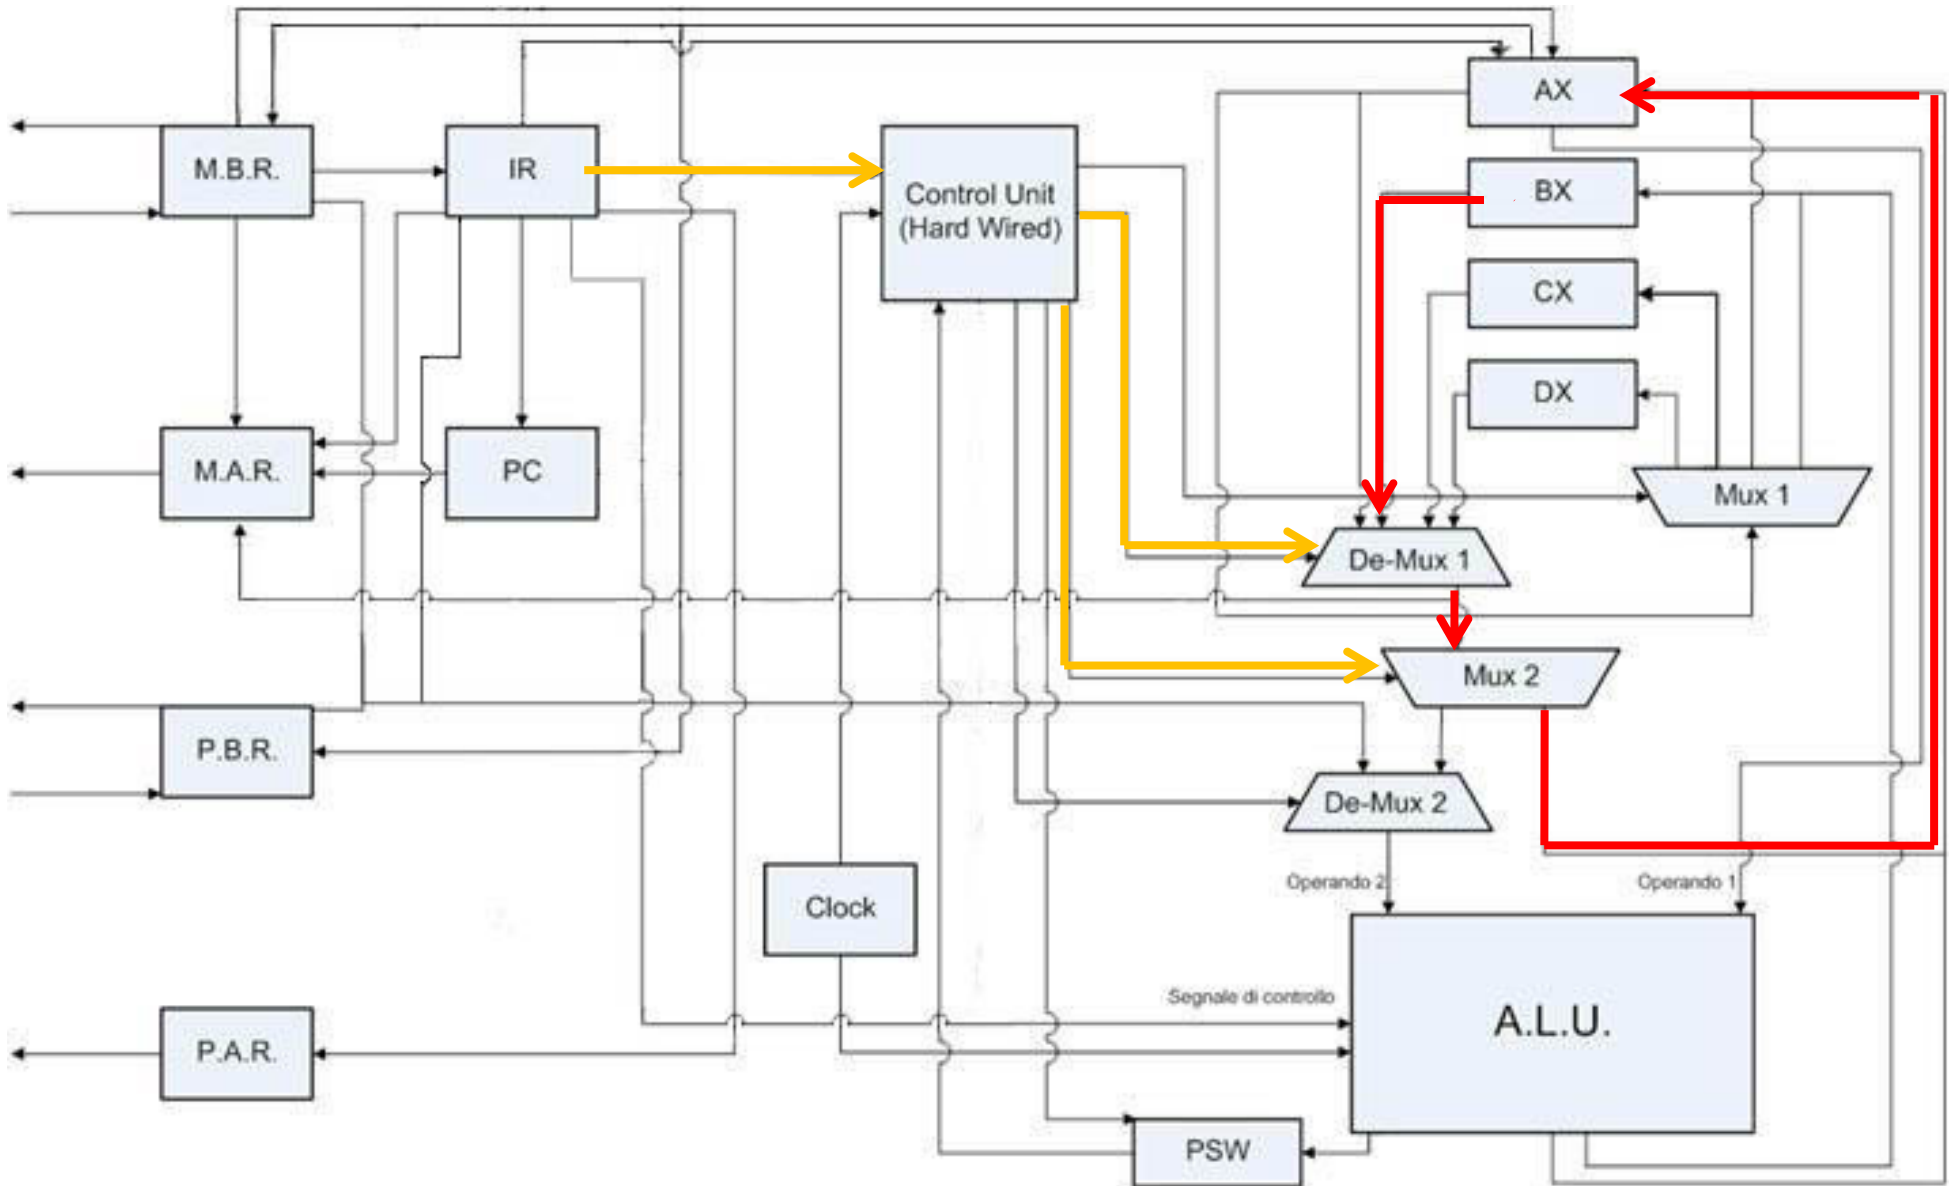 AX
M.B.R.
IR
Control Unit
(Hard Wired)
BX
CX
DX
M.A.R.
PC
Mux 1
De-Mux 1
Mux 2
P.B.R.
De-Mux 2
Operando 2
Operando 1
Clock
Segnale di controllo
A.L.U.
P.A.R.
PSW